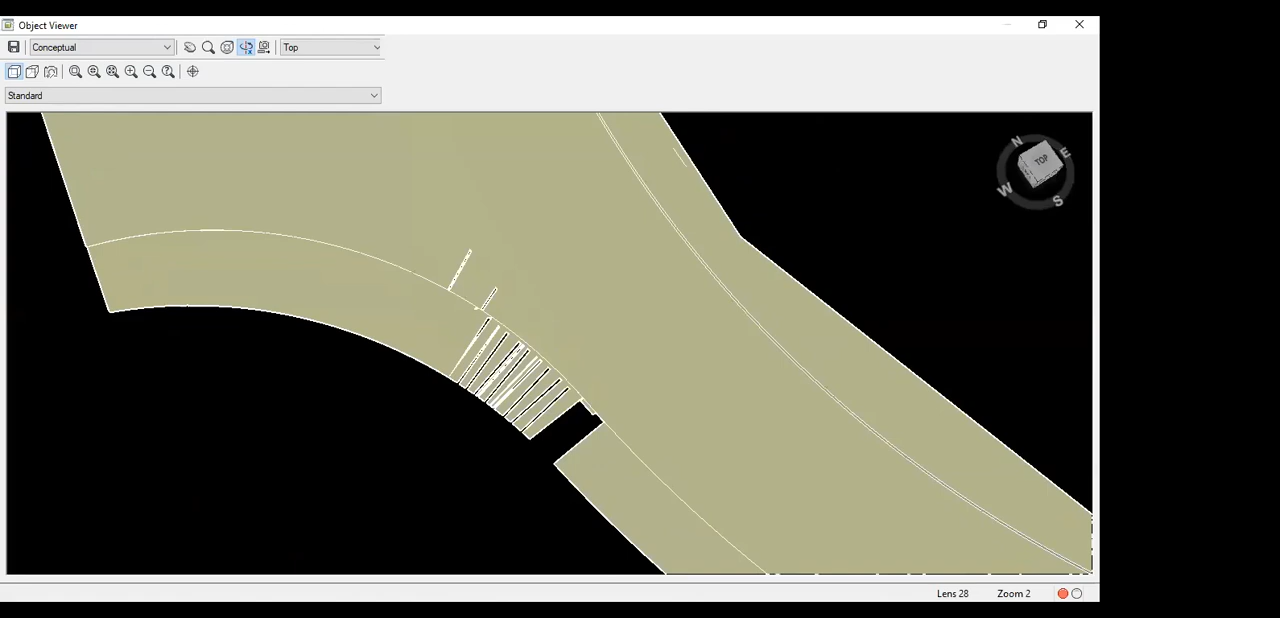 Object Viewer
Conceptual
Top
Standard
N
E
TOP
W
S
Lens 28
Zoom 2